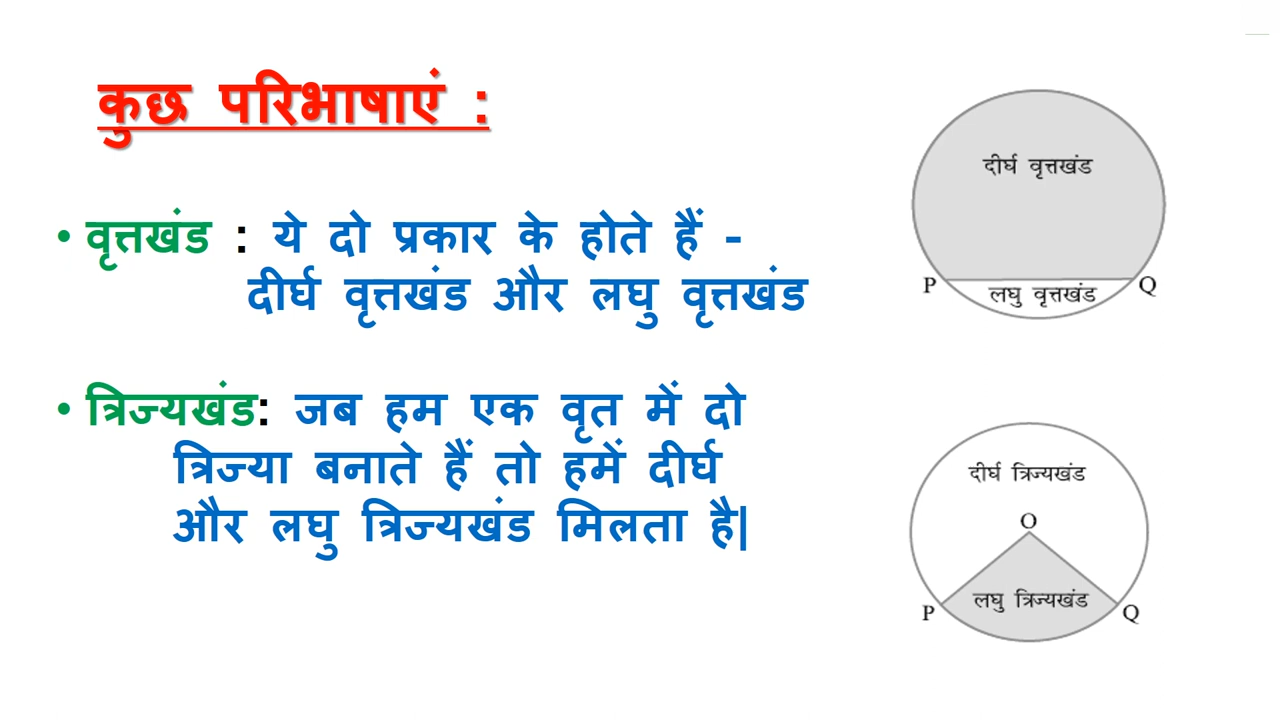 कुछ परिभाषाएं :
• वृत्तखंड : ये दो प्रकार के होते हैं -
दीर्घ वृत्तखंड और लघु वृत्तखंड
• त्रिज्यखंड: जब हम एक वृत में दो
त्रिज्या बनाते हैं तो हमें दीर्घ
और लघु त्रिज्यखंड मिलता है|
दीर्घ वृत्तखंड
P
Q
लघु वृत्तखंड
दीर्घ त्रिज्यखंड
O
लघु त्रिज्यखंड
P
Q